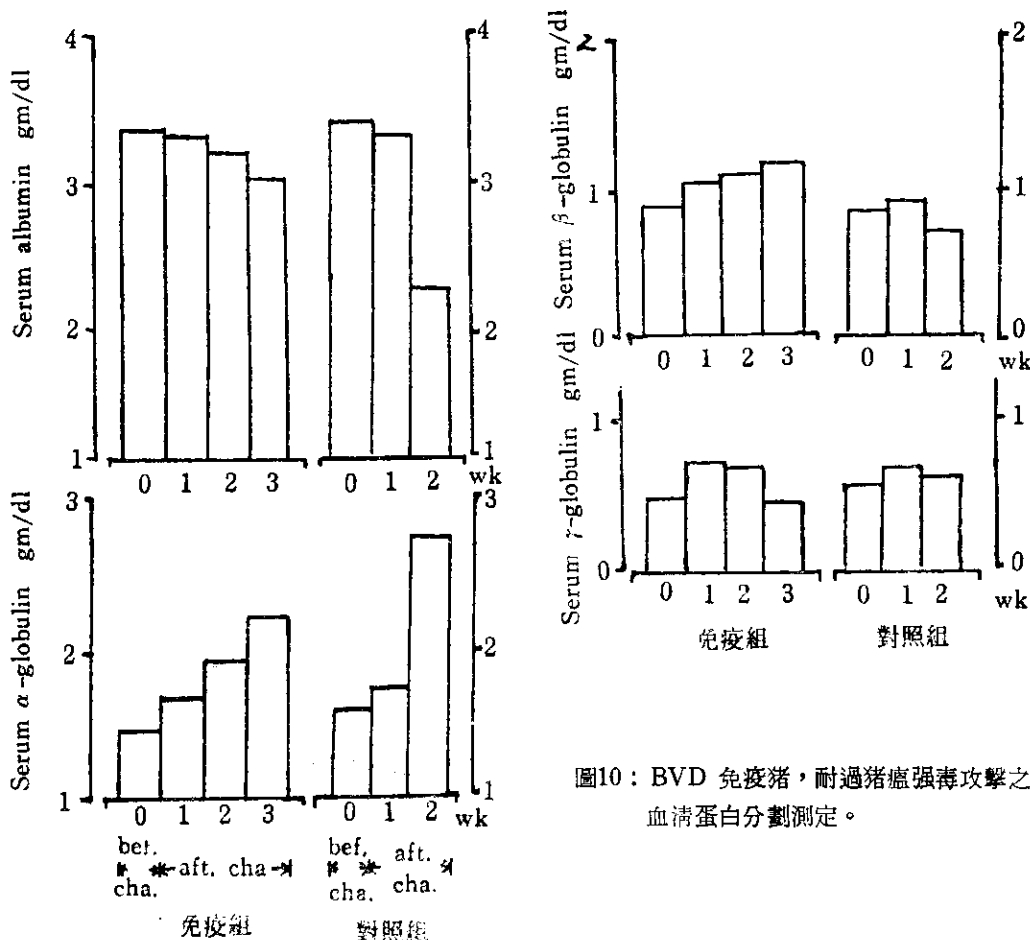 Serum albumin gm/dl
4
3
2
1
0 1 2 3
0 1 2
wk
4
3
2
1
Serum α-globulin gm/dl
3
2
1
0 1 2 3
0 1 2
wk
3
2
1
bef. cha.
aft. cha
bef. cha.
aft. cha.
免疫組
對照組
Serum β-globulin gm/dl
2
1
0
0 1 2 3
0 1 2
wk
2
1
0
Serum γ-globulin gm/dl
1
0
0 1 2 3
0 1 2
wk
1
0
免疫組
對照組
圖10：BVD 免疫猪，耐過猪瘟强毒攻擊之
血清蛋白分劃測定。